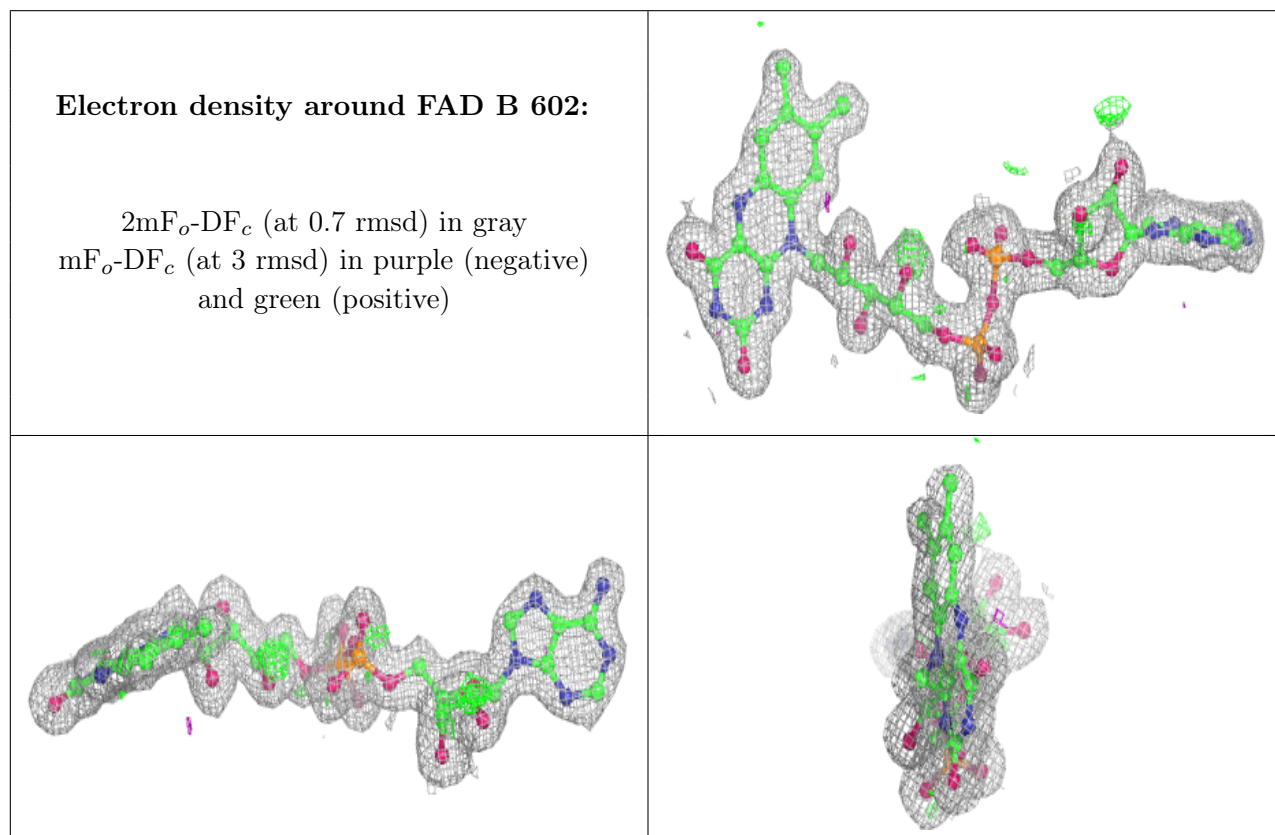 Electron density around FAD B 602:
2mFo-DFc (at 0.7 rmsd) in gray
mFo-DFc (at 3 rmsd) in purple (negative)
and green (positive)